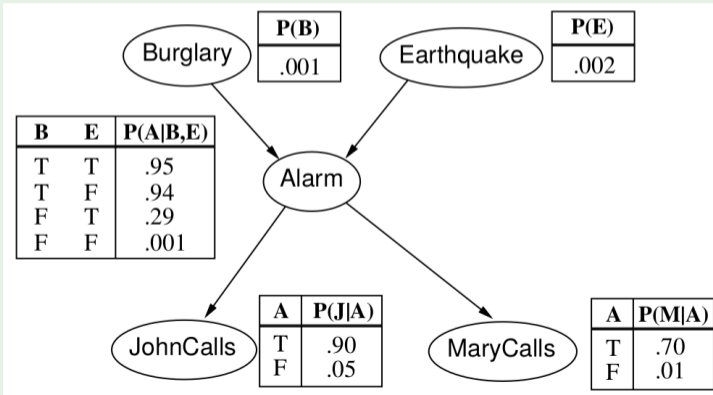 P(B)
Burglary
.001
P(E)
Earthquake
.002
B E P(A|B,E)
T T .95
T F .94
F T .29
F F .001
Alarm
JohnCalls
A P(J|A)
T .90
F .05
MaryCalls
A P(M|A)
T .70
F .01